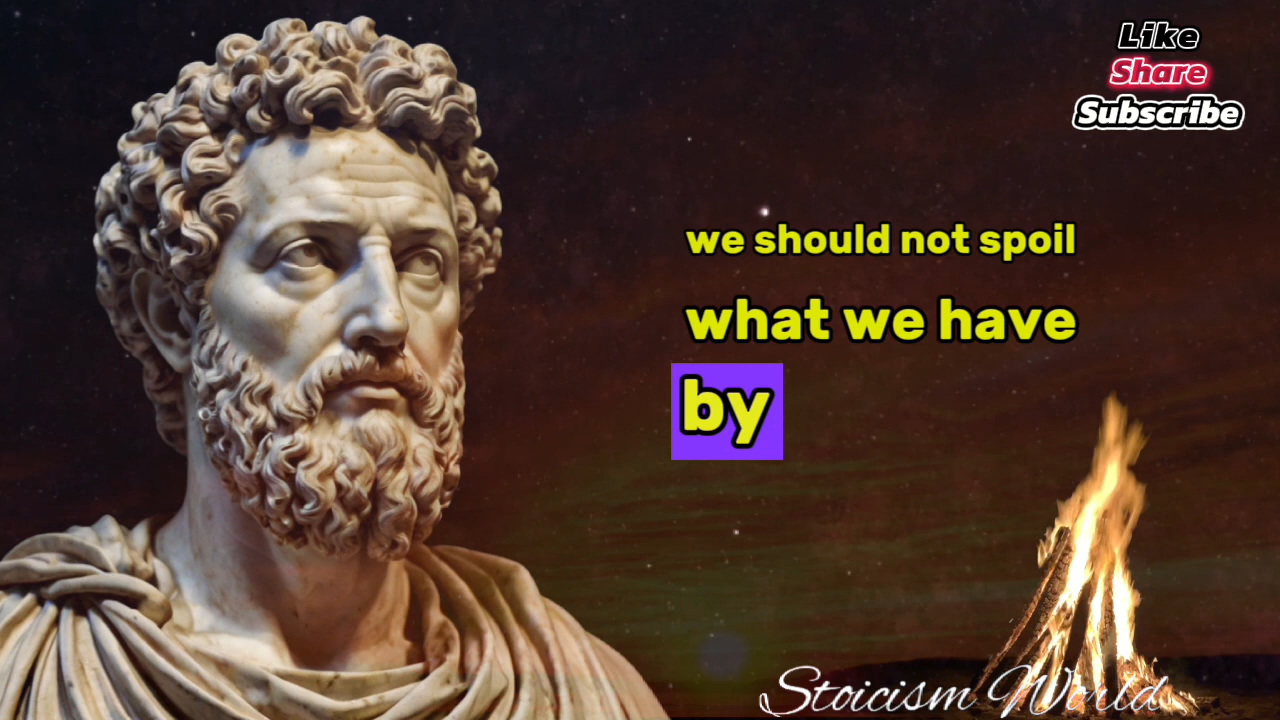 Like
Share
Subscribe
we should not spoil
what we have
by
Stoicism World